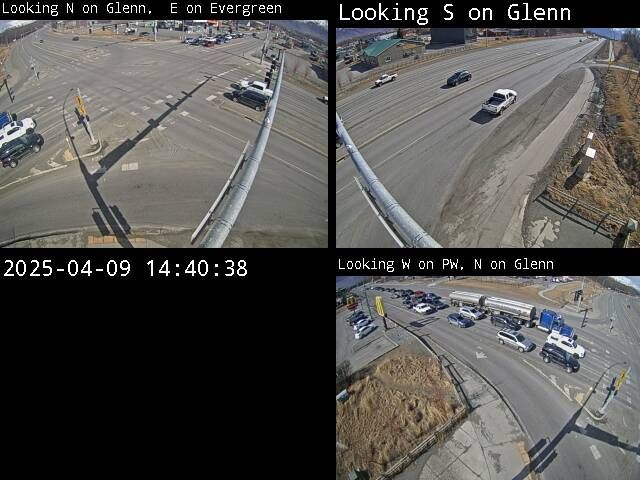 Looking N on Glenn,  E on Evergreen
Looking S on Glenn
2025-04-09 14:40:38
Looking W on PW, N on Glenn